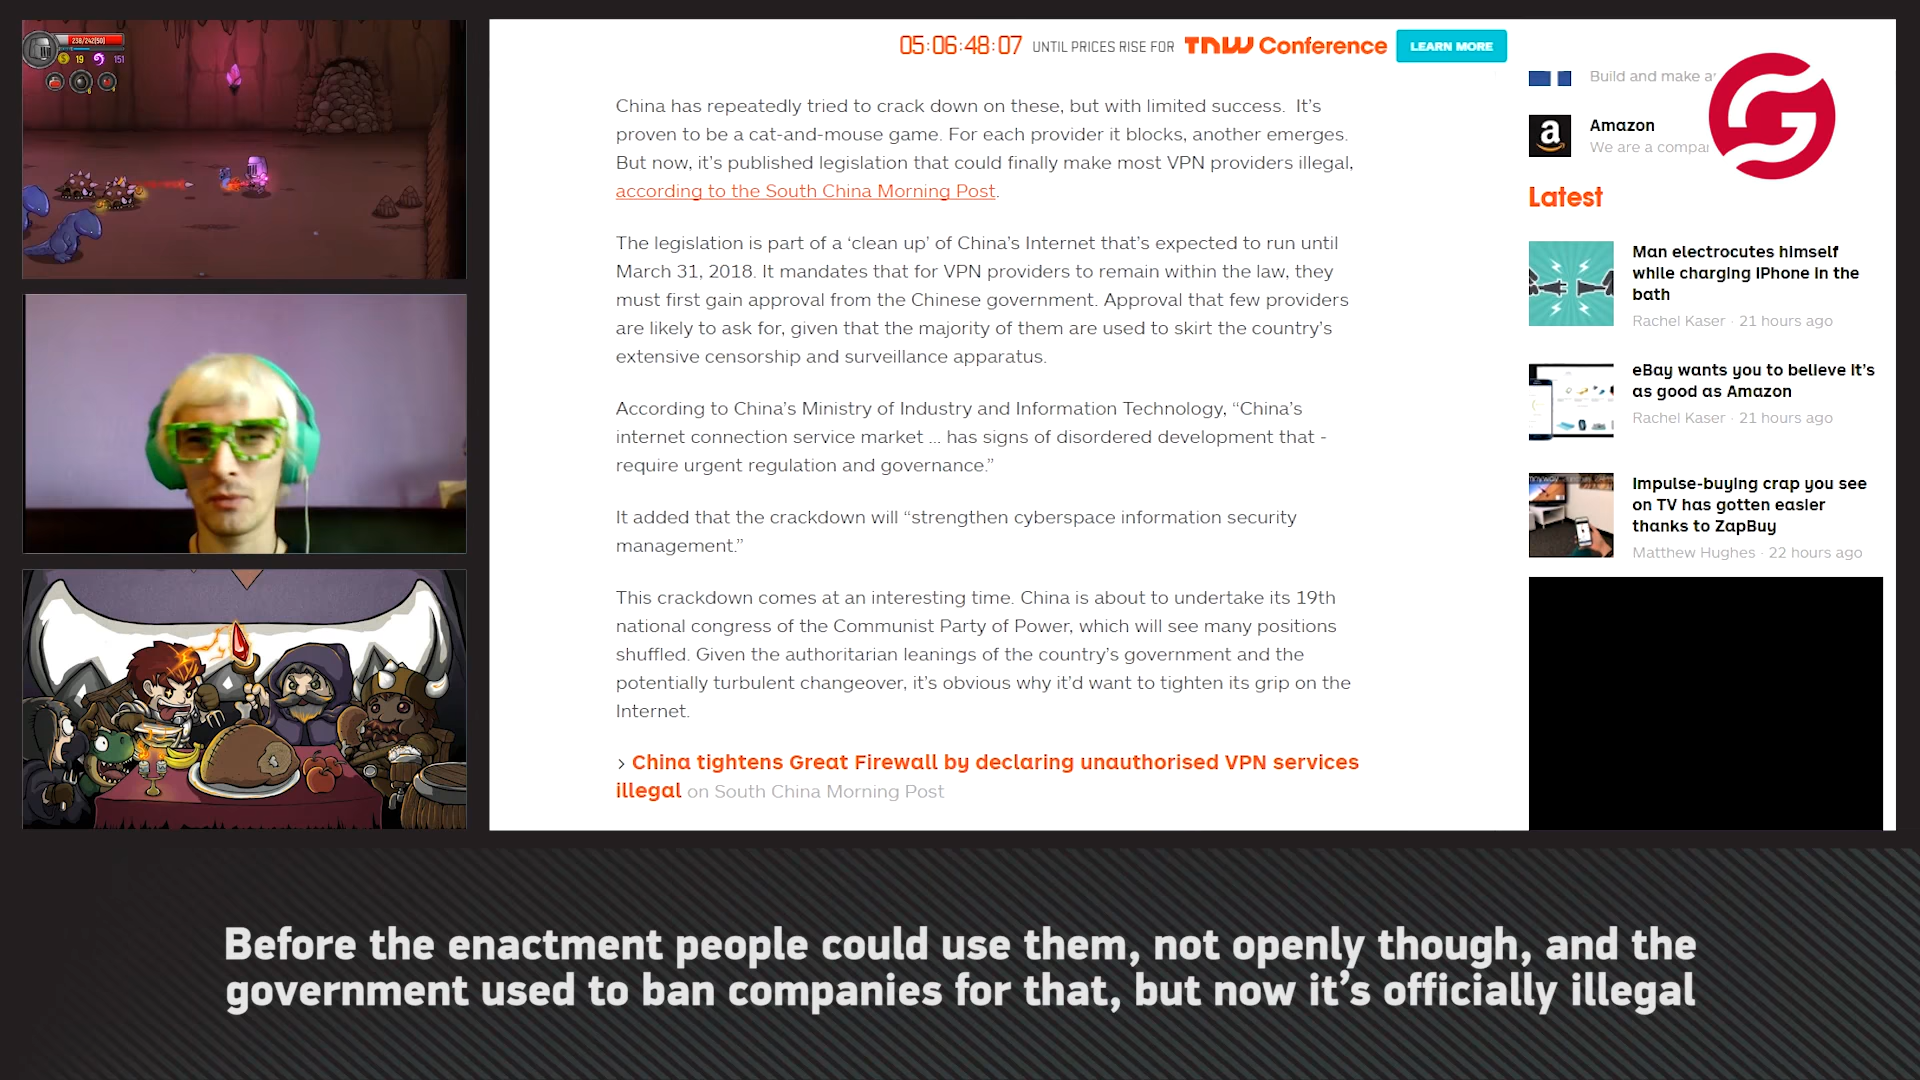 238/242(50)
19
151
05:06:48:07 UNTIL PRICES RISE FOR TNW Conference LEARN MORE
China has repeatedly tried to crack down on these, but with limited success. It's
proven to be a cat-and-mouse game. For each provider it blocks, another emerges.
But now, it's published legislation that could finally make most VPN providers illegal,
according to the South China Morning Post.
The legislation is part of a ‘clean up’ of China's Internet that's expected to run until
March 31, 2018. It mandates that for VPN providers to remain within the law, they
must first gain approval from the Chinese government. Approval that few providers
are likely to ask for, given that the majority of them are used to skirt the country's
extensive censorship and surveillance apparatus.
According to China's Ministry of Industry and Information Technology, “China's
internet connection service market ... has signs of disordered development that -
require urgent regulation and governance.”
It added that the crackdown will “strengthen cyberspace information security
management.”
This crackdown comes at an interesting time. China is about to undertake its 19th
national congress of the Communist Party of Power, which will see many positions
shuffled. Given the authoritarian leanings of the country's government and the
potentially turbulent changeover, it's obvious why it'd want to tighten its grip on the
Internet.
› China tightens Great Firewall by declaring unauthorised VPN services
illegal on South China Morning Post
Build and make
Amazon
We are a
Latest
Man electrocutes himself
while charging iPhone in the
bath
Rachel Kaser · 21 hours ago
eBay wants you to believe it's
as good as Amazon
Rachel Kaser · 21 hours ago
Impulse-buying crap you see
on TV has gotten easier
thanks to ZapBuy
Matthew Hughes · 22 hours ago
Before the enactment people could use them, not openly though, and the
government used to ban companies for that, but now it's officially illegal